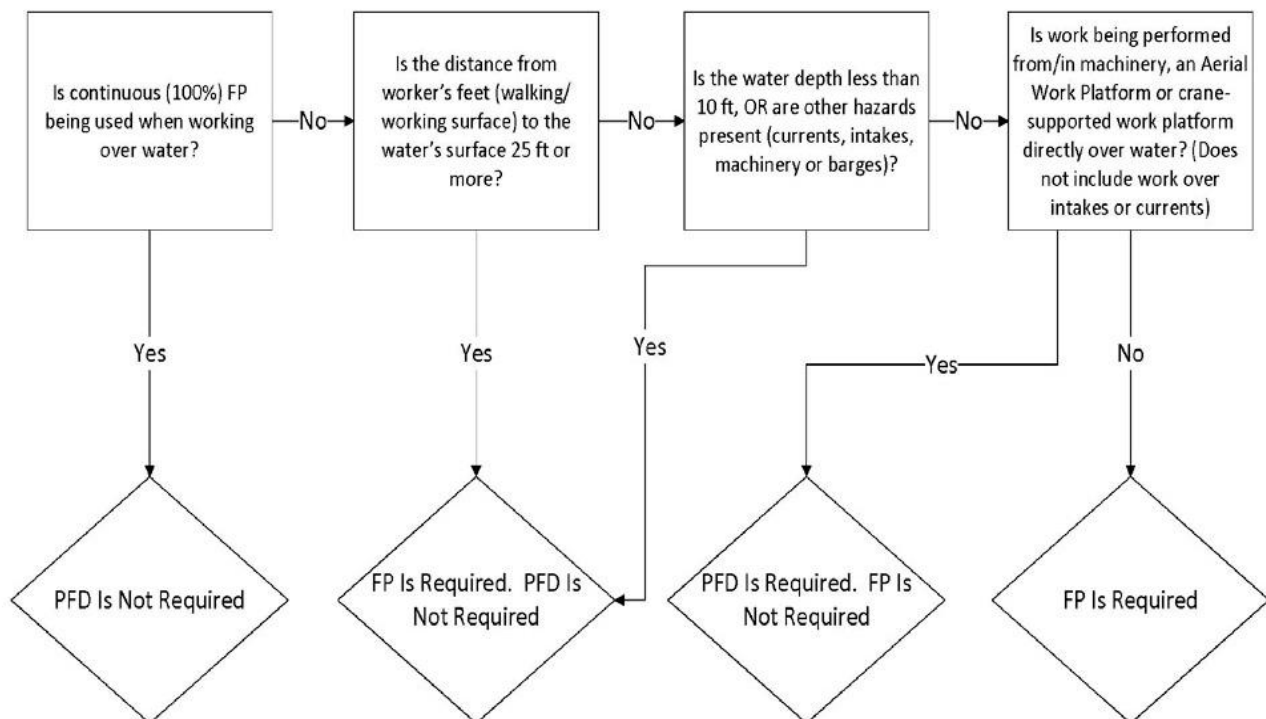 Is continuous (100%) FP
being used when working
over water?
No
Is the distance from
worker's feet (walking/
working surface) to the
water's surface 25 ft or
more?
No
Is the water depth less than
10 ft, OR are other hazards
present (currents, intakes,
machinery or barges)?
No
Is work being performed
from/in machinery, an Aerial
Work Platform or crane-
supported work platform
directly over water? (Does
not include work over
intakes or currents)
Yes
Yes
Yes
Yes
No
PFD Is Not Required
FP Is Required. PFD Is
Not Required
PFD Is Required. FP Is
Not Required
FP Is Required